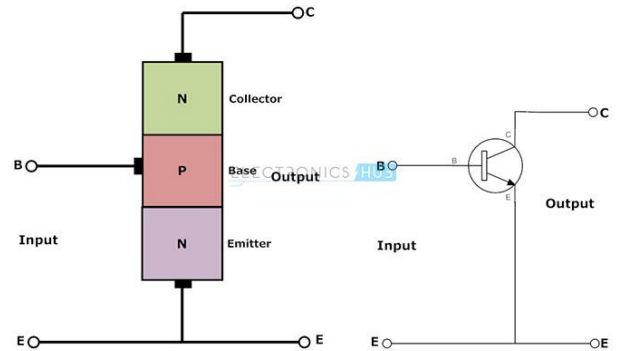 C
N
Collector
C
C
B
P
Base
ELECTRONICS HUB
Output
B
B
N
Emitter
E
Input
Output
Input
E
E
E
E